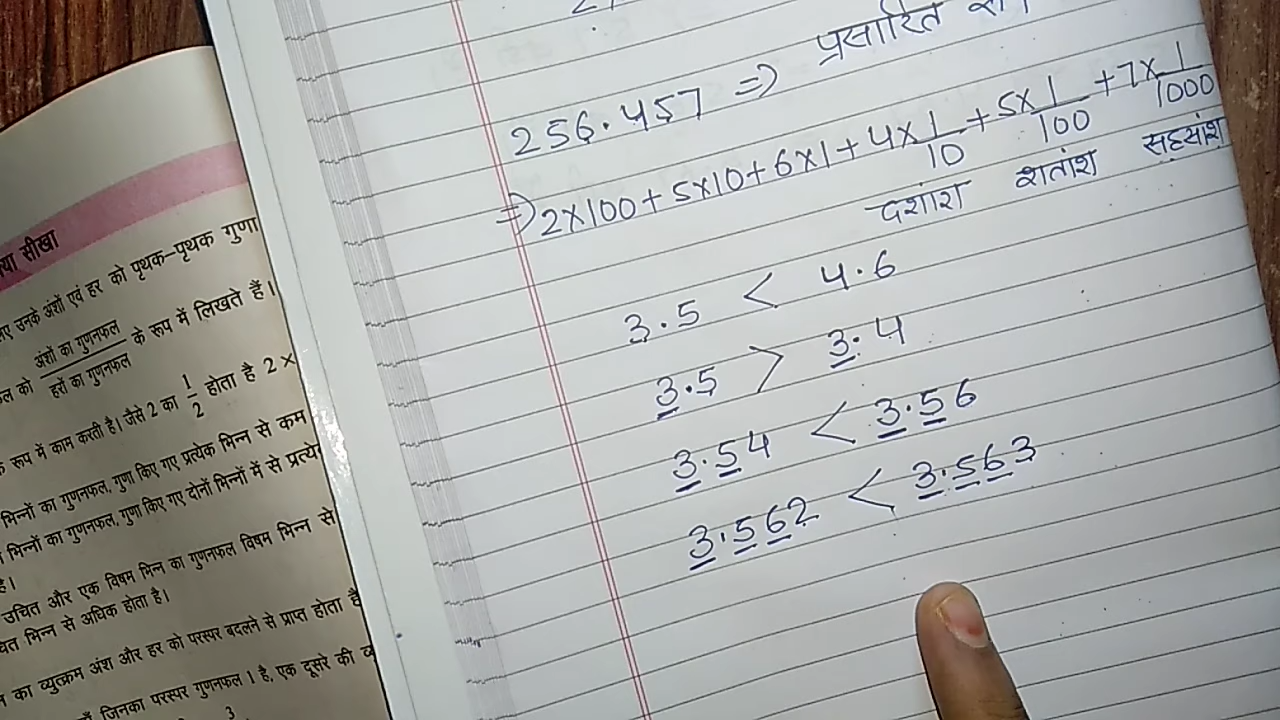 या सीखा
उनके अंशों एवं हर को पृथक–पृथक गुणा
को अंशों का गुणनफल / हरों का गुणनफल के रूप में लिखते हैं।
रूप में काम करती है। जैसे 2 का 1/2 होता है 2 ×
भिन्नों का गुणनफल, गुणा किए गए प्रत्येक भिन्न से कम
भिन्नों का गुणनफल, गुणा किए गए दोनों भिन्नों में से
है।
उचित और एक विषम भिन्न का गुणनफल विषम भिन्न से
भिन्न से अधिक होता है।
का व्युत्क्रम अंश और हर को परस्पर बदलने से प्राप्त होता है
जिनका परस्पर गुणनफल 1 है, एक दूसरे की
3
256.457 ⇒ प्रसारित
⇒ 2×100+5×10+6×1+4×1/10+5×1/100+7×1/1000
दशांश शतांश सहस्रांश
3.5 < 4.6
3.5 > 3.4
3.54 < 3.56
3.562 < 3.563